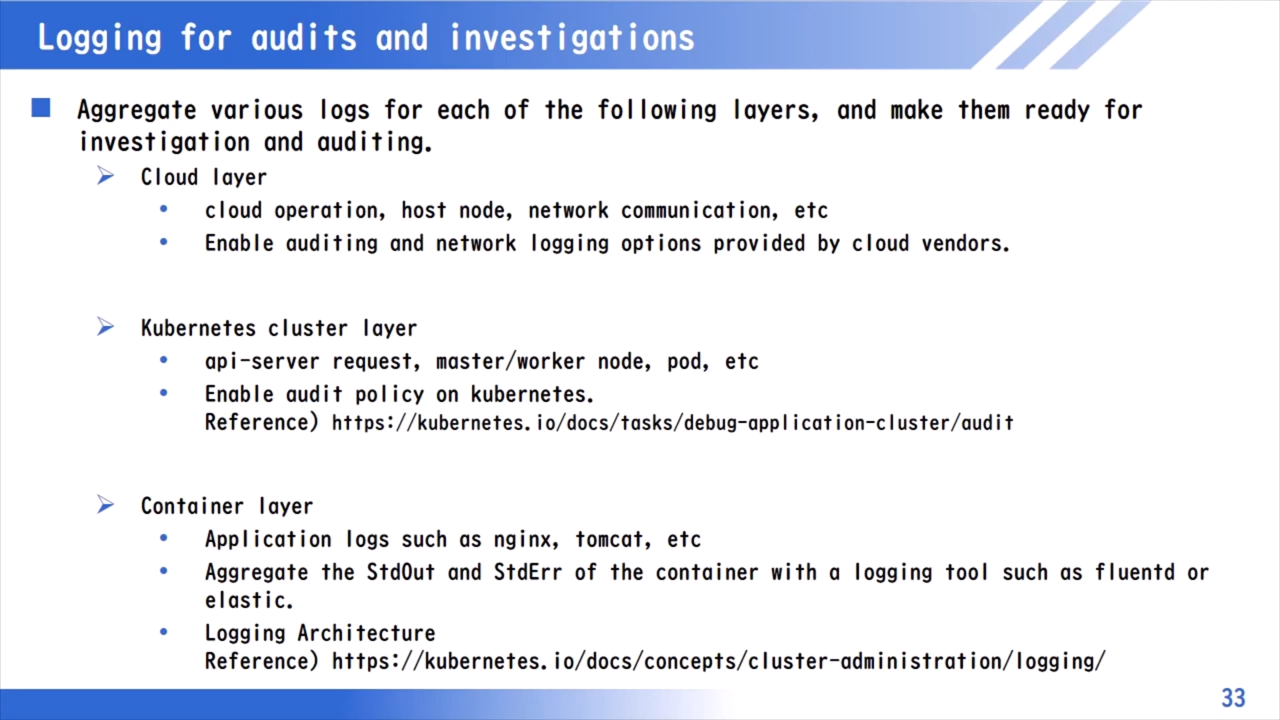 Logging for audits and investigations
Aggregate various logs for each of the following layers, and make them ready for
investigation and auditing.
Cloud layer
cloud operation, host node, network communication, etc
Enable auditing and network logging options provided by cloud vendors.
Kubernetes cluster layer
api-server request, master/worker node, pod, etc
Enable audit policy on kubernetes.
Reference) https://kubernetes.io/docs/tasks/debug-application-cluster/audit
Container layer
Application logs such as nginx, tomcat, etc
Aggregate the StdOut and StdErr of the container with a logging tool such as fluentd or
elastic.
Logging Architecture
Reference) https://kubernetes.io/docs/concepts/cluster-administration/logging/
33